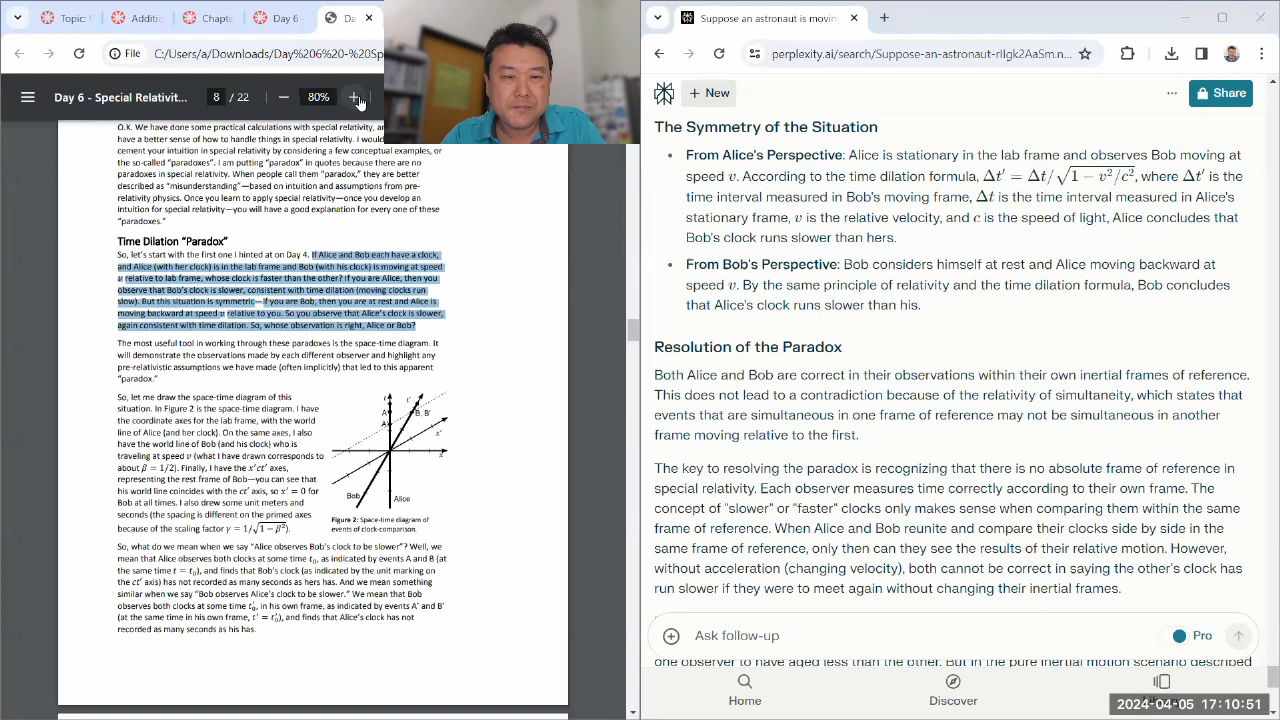 Topic:
Additic
Chapte
Day 6 -
Da
File
C:/Users/a/Downloads/Day%206%20-%20Sp
Day 6 - Special Relativit...
8 / 22
80%
O.K. We have done some practical calculations with special relativity, an
have a better sense of how to handle things in special relativity. I would
cement your intuition in special relativity by considering a few conceptual examples, or
the so-called “paradoxes”. I am putting “paradox” in quotes because there are no
paradoxes in special relativity. When people call them “paradox,” they are better
described as “misunderstanding”—based on intuition and assumptions from pre-
relativity physics. Once you learn to apply special relativity—once you develop an
intuition for special relativity—you will have a good explanation for every one of these
“paradoxes.”
Time Dilation “Paradox”
So, let's start with the first one I hinted at on Day 4. If Alice and Bob each have a clock,
and Alice (with her clock) is in the lab frame and Bob (with his clock) is moving at speed
v relative to lab frame, whose clock is faster than the other? If you are Alice, then you
observe that Bob's clock is slower, consistent with time dilation (moving clocks run
slow). But this situation is symmetric—if you are Bob, then you are at rest and Alice is
moving backward at speed v relative to you. So you observe that Alice's clock is slower,
again consistent with time dilation. So, whose observation is right, Alice or Bob?
The most useful tool in working through these paradoxes is the space-time diagram. It
will demonstrate the observations made by each different observer and highlight any
pre-relativistic assumptions we have made (often implicitly) that led to this apparent
“paradox.”
So, let me draw the space-time diagram of this
situation. In Figure 2 is the space-time diagram. I have
the coordinate axes for the lab frame, with the world
line of Alice (and her clock). On the same axes, I also
have the world line of Bob (and his clock) who is
traveling at speed v (what I have drawn corresponds to
about β = 1/2). Finally, I have the x'ct' axes,
representing the rest frame of Bob—you can see that
his world line coincides with the ct' axis, so x' = 0 for
Bob at all times. I also drew some unit meters and
seconds (the spacing is different on the primed axes
because of the scaling factor γ = 1/√1 − β²).
t
t'
A
B, B'
A'
x'
x
Bob
Alice
Figure 2: Space-time diagram of
events of clock-comparison.
So, what do we mean when we say “Alice observes Bob's clock to be slower”? Well, we
mean that Alice observes both clocks at some time t₀, as indicated by events A and B (at
the same time t = t₀), and finds that Bob's clock (as indicated by the unit marking on
the ct' axis) has not recorded as many seconds as hers has. And we mean something
similar when we say “Bob observes Alice's clock to be slower.” We mean that Bob
observes both clocks at some time t₀', in his own frame, as indicated by events A' and B'
(at the same time in his own frame, t' = t₀'), and finds that Alice's clock has not
recorded as many seconds as his has.
Suppose an astronaut is movin
perplexity.ai/search/Suppose-an-astronaut-rIIgk2AaSm.n...
New
Share
The Symmetry of the Situation
• From Alice's Perspective: Alice is stationary in the lab frame and observes Bob moving at
speed v. According to the time dilation formula, Δt′ = Δt/√1 − v²/c², where Δt′ is the
time interval measured in Bob's moving frame, Δt is the time interval measured in Alice's
stationary frame, v is the relative velocity, and c is the speed of light, Alice concludes that
Bob's clock runs slower than hers.
• From Bob's Perspective: Bob considers himself at rest and Alice as moving backward at
speed v. By the same principle of relativity and the time dilation formula, Bob concludes
that Alice's clock runs slower than his.
Resolution of the Paradox
Both Alice and Bob are correct in their observations within their own inertial frames of reference.
This does not lead to a contradiction because of the relativity of simultaneity, which states that
events that are simultaneous in one frame of reference may not be simultaneous in another
frame moving relative to the first.
The key to resolving the paradox is recognizing that there is no absolute frame of reference in
special relativity. Each observer measures time correctly according to their own frame. The
concept of "slower" or "faster" clocks only makes sense when comparing them within the same
frame of reference. When Alice and Bob reunite and compare their clocks side by side in the
same frame of reference, only then can they see the results of their relative motion. However,
without acceleration (changing velocity), both cannot be correct in saying the other's clock has
run slower if they were to meet again without changing their inertial frames.
Ask follow-up
Pro
one observer to have aged less than the other. But in the pure inertial motion scenario described
Home
Discover
2024-04-05 17:10:51